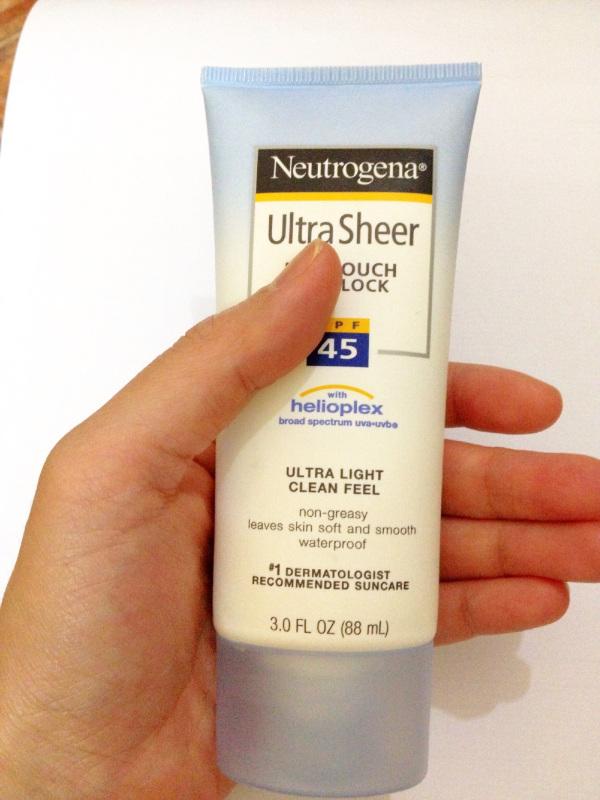 Neutrogena®
Ultra Sheer
OUCH
LOCK
PF
45
with
helioplex
broad spectrum uva•uvb®
ULTRA LIGHT
CLEAN FEEL
non-greasy
leaves skin soft and smooth
waterproof
#1 DERMATOLOGIST
RECOMMENDED SUNCARE
3.0 FL OZ (88 mL)